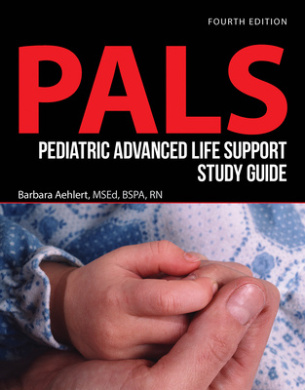 FOURTH EDITION
PALS
PEDIATRIC ADVANCED LIFE SUPPORT
STUDY GUIDE
Barbara Aehlert, MSEd, BSPA, RN